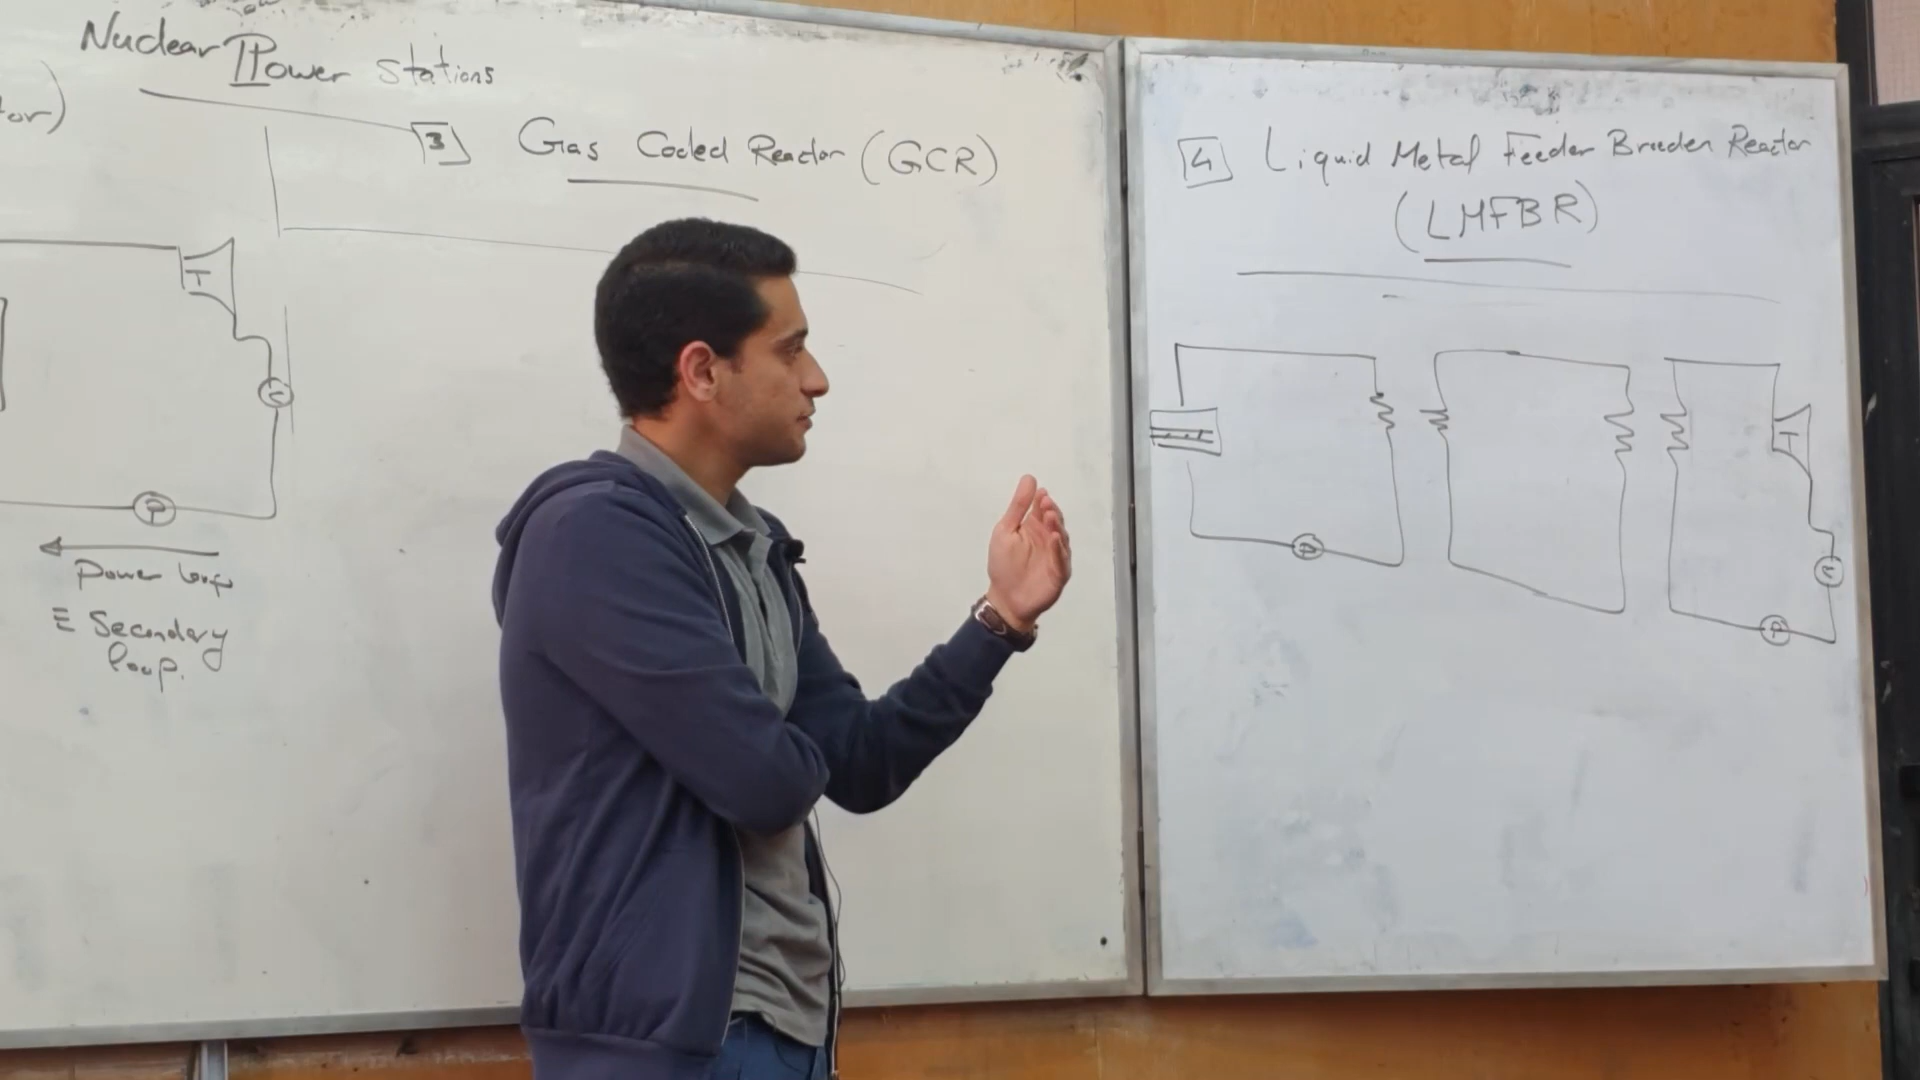 Nuclear Power Stations
tor)
3 Gas Cooled Reactor (GCR)
T
C
P
Power loop
≡ Secondary
loop.
4 Liquid Metal Feeder Breeder Reactor
(LMFBR)
T
C
P
P